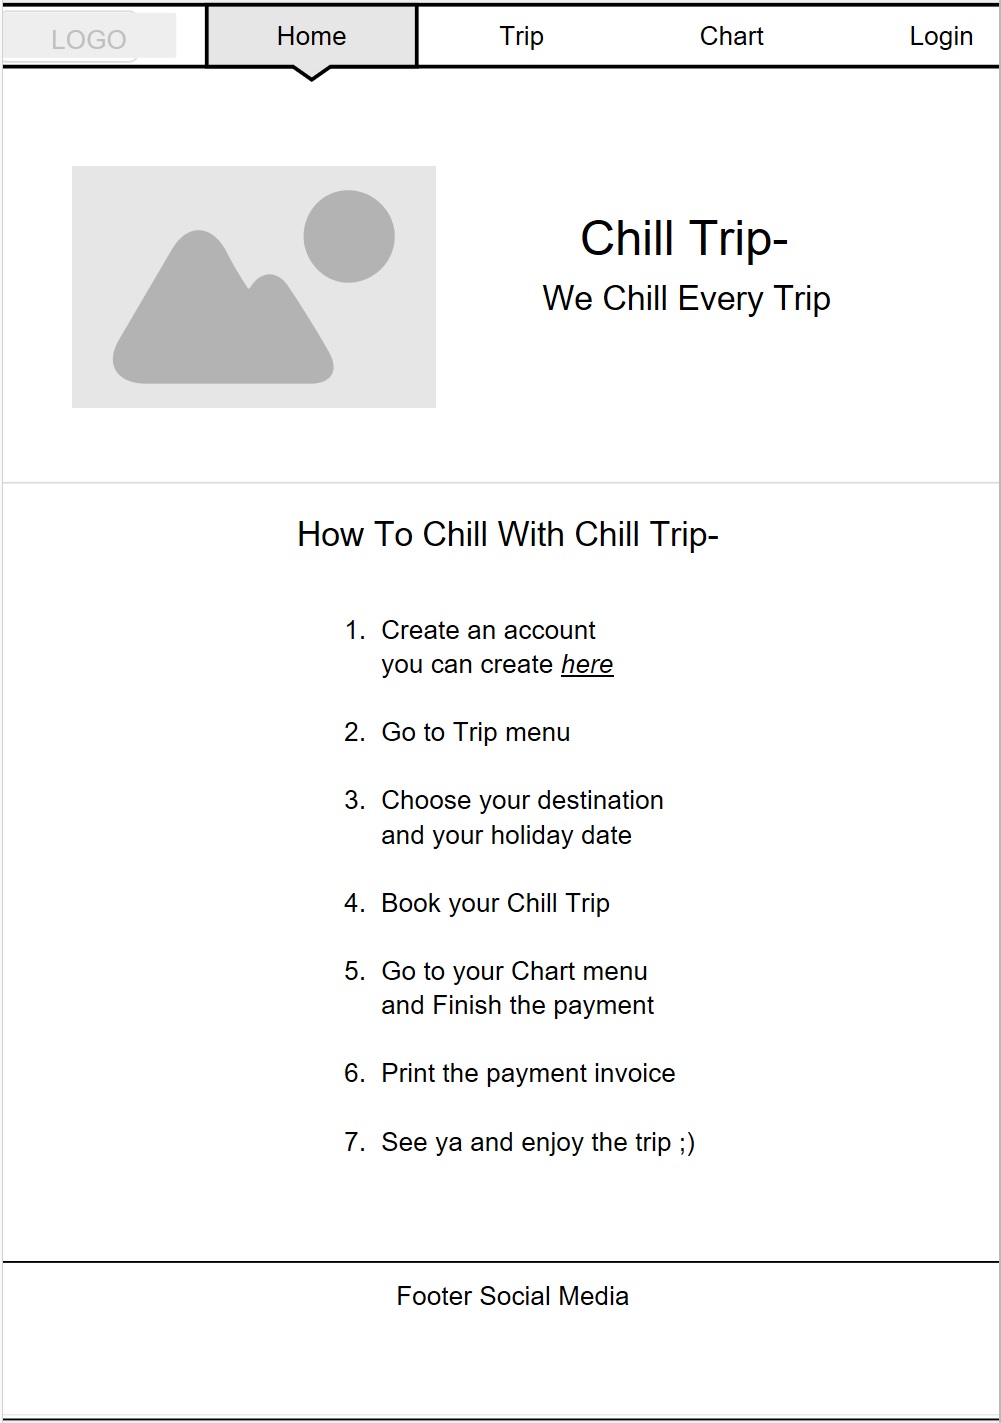 LOGO
Home
Trip
Chart
Login
Chill Trip-
We Chill Every Trip
How To Chill With Chill Trip-
1. Create an account
you can create here
2. Go to Trip menu
3. Choose your destination
and your holiday date
4. Book your Chill Trip
5. Go to your Chart menu
and Finish the payment
6. Print the payment invoice
7. See ya and enjoy the trip ;)
Footer Social Media